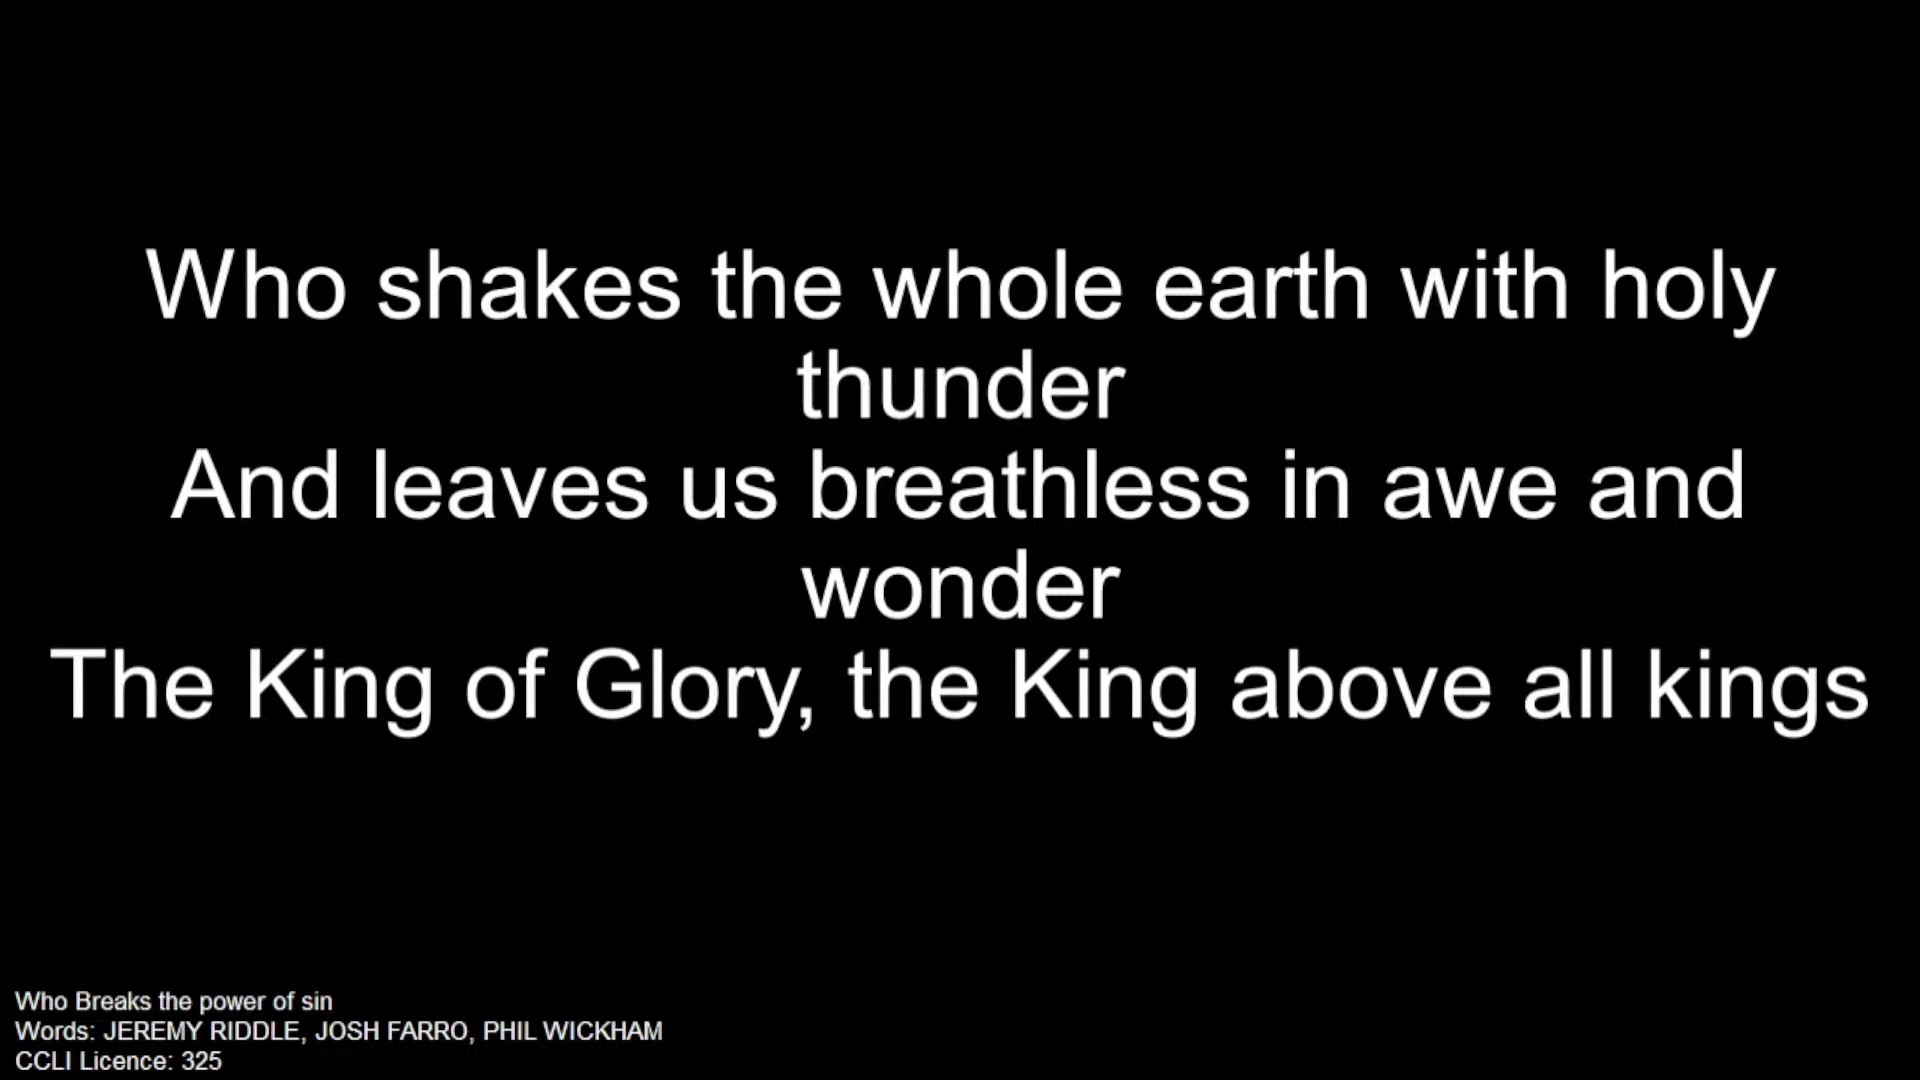 Who shakes the whole earth with holy
thunder
And leaves us breathless in awe and
wonder
The King of Glory, the King above all kings
Who Breaks the power of sin
Words: JEREMY RIDDLE, JOSH FARRO, PHIL WICKHAM
CCLI Licence: 325